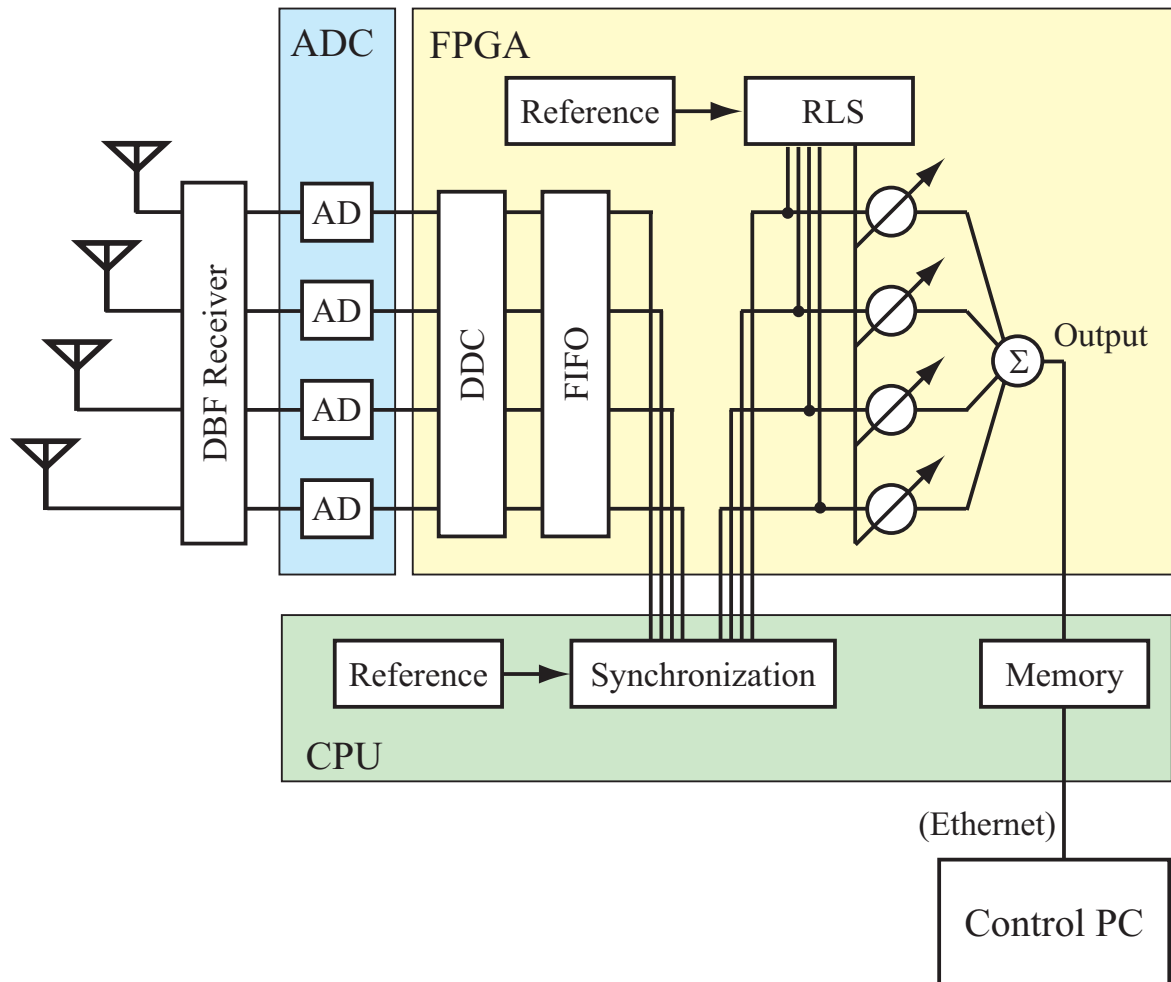 ADC
FPGA
Reference
RLS
DBF Receiver
AD
AD
AD
AD
DDC
FIFO
Σ
Output
Reference
Synchronization
Memory
CPU
(Ethernet)
Control PC